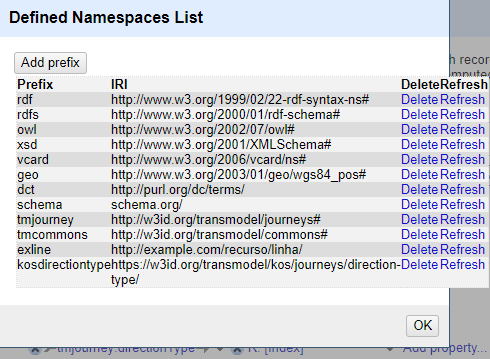 Defined Namespaces List
Add prefix
Prefix IRI Delete Refresh
rdf http://www.w3.org/1999/02/22-rdf-syntax-ns# Delete Refresh
rdfs http://www.w3.org/2000/01/rdf-schema# Delete Refresh
owl http://www.w3.org/2002/07/owl# Delete Refresh
xsd http://www.w3.org/2001/XMLSchema# Delete Refresh
vcard http://www.w3.org/2006/vcard/ns# Delete Refresh
geo http://www.w3.org/2003/01/geo/wgs84_pos# Delete Refresh
dct http://purl.org/dc/terms/ Delete Refresh
schema schema.org/ Delete Refresh
tmjourney http://w3id.org/transmodel/journeys# Delete Refresh
tmcommons http://w3id.org/transmodel/commons# Delete Refresh
exline http://example.com/recurso/linha/ Delete Refresh
kosdirectiontype https://w3id.org/transmodel/kos/journeys/direction- Delete Refresh
type/
OK
tmjourney:directionType R: [index] Add property...